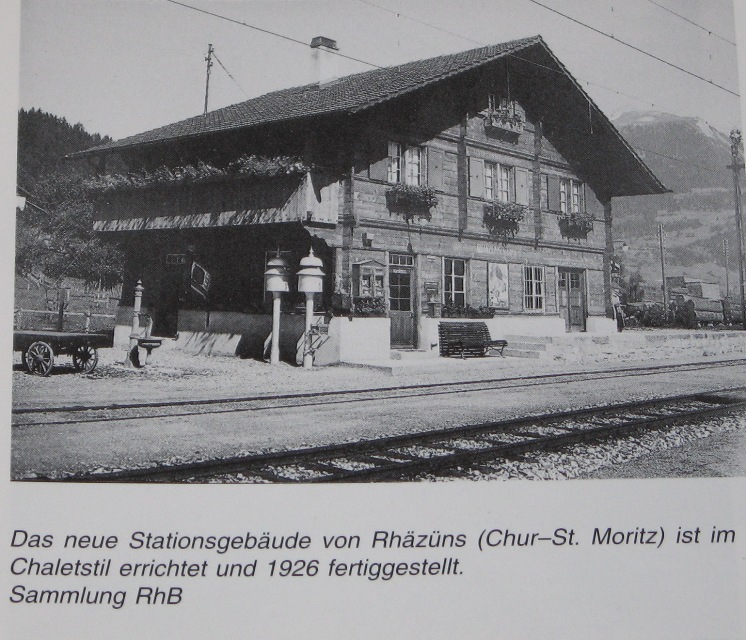 Das neue Stationsgebäude von Rhäzüns (Chur–St. Moritz) ist im
Chaletstil errichtet und 1926 fertiggestellt.
Sammlung RhB